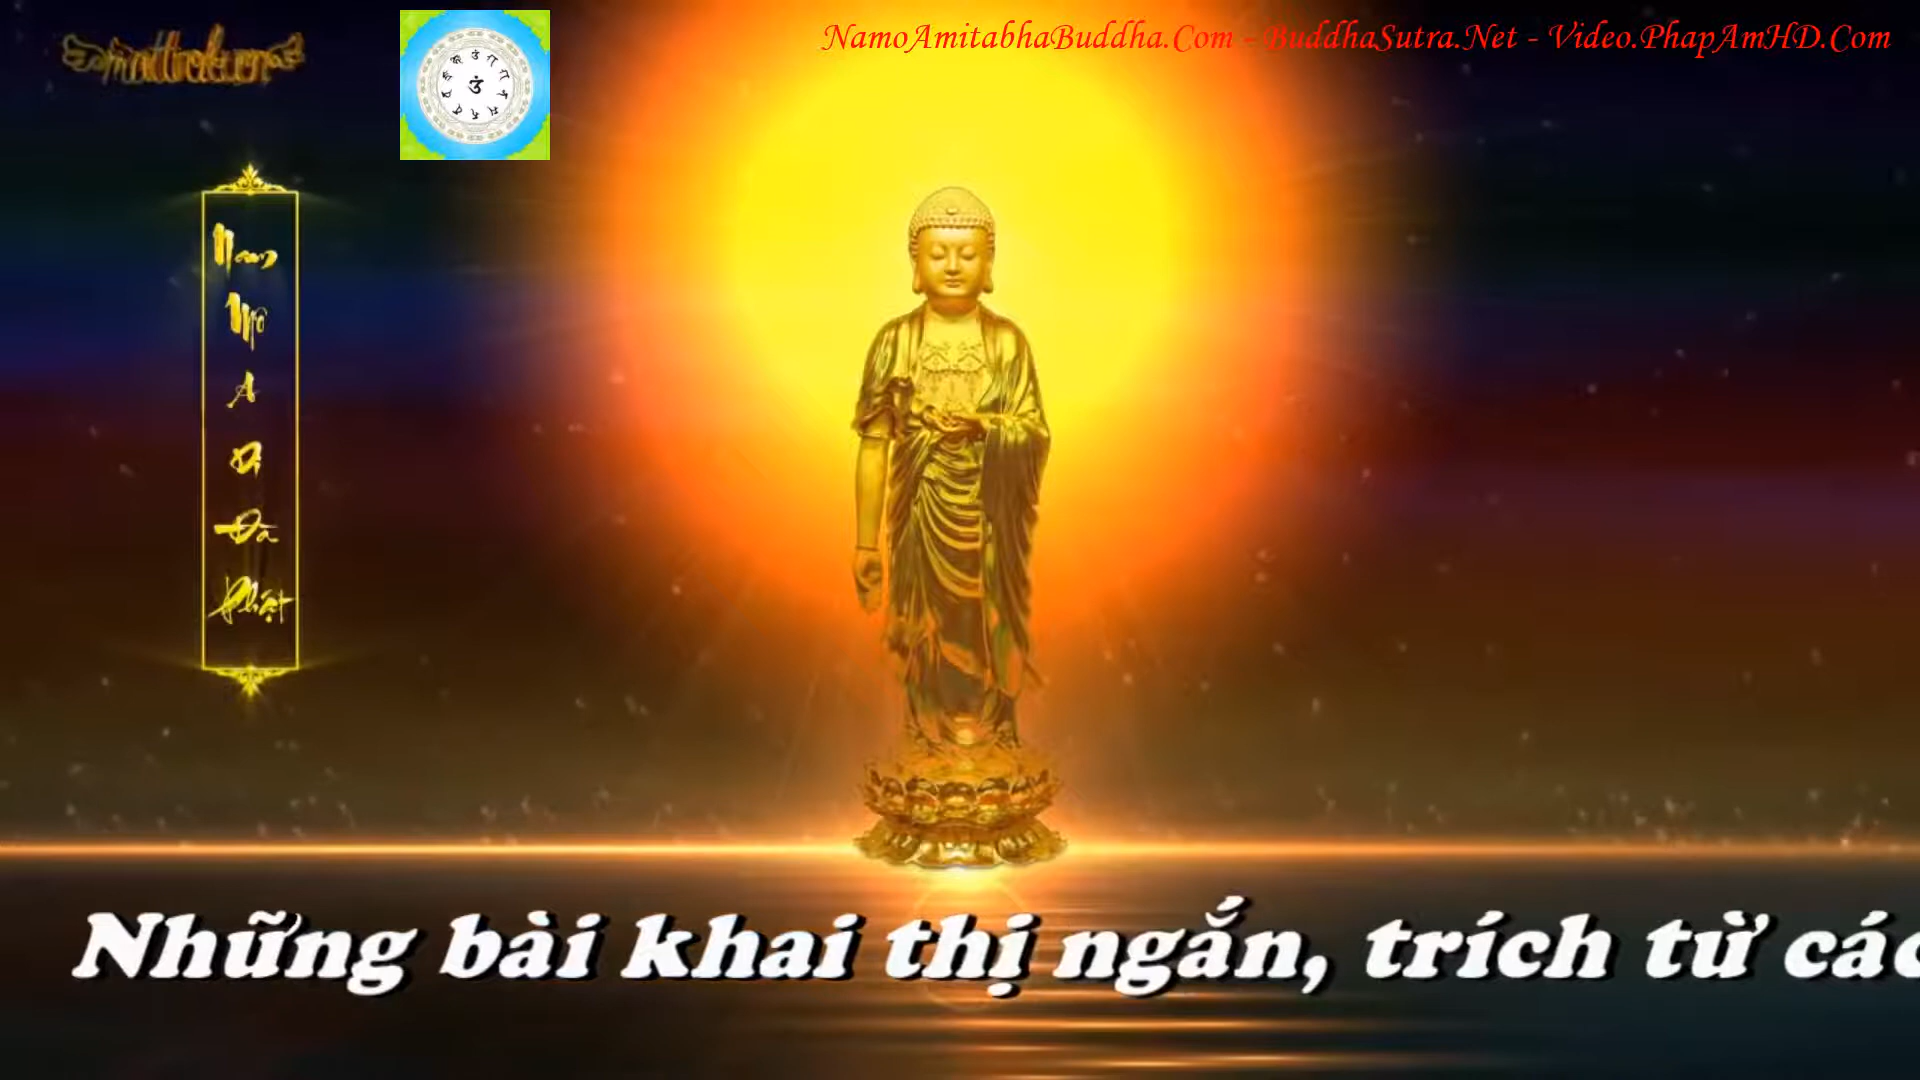 NamoAmitabhaBuddha.Com - BuddhaSutra.Net - Video.PhapAmHD.Com
Nam
Mô
A
Di
Đà
Phật
Những bài khai thị ngắn, trích từ các